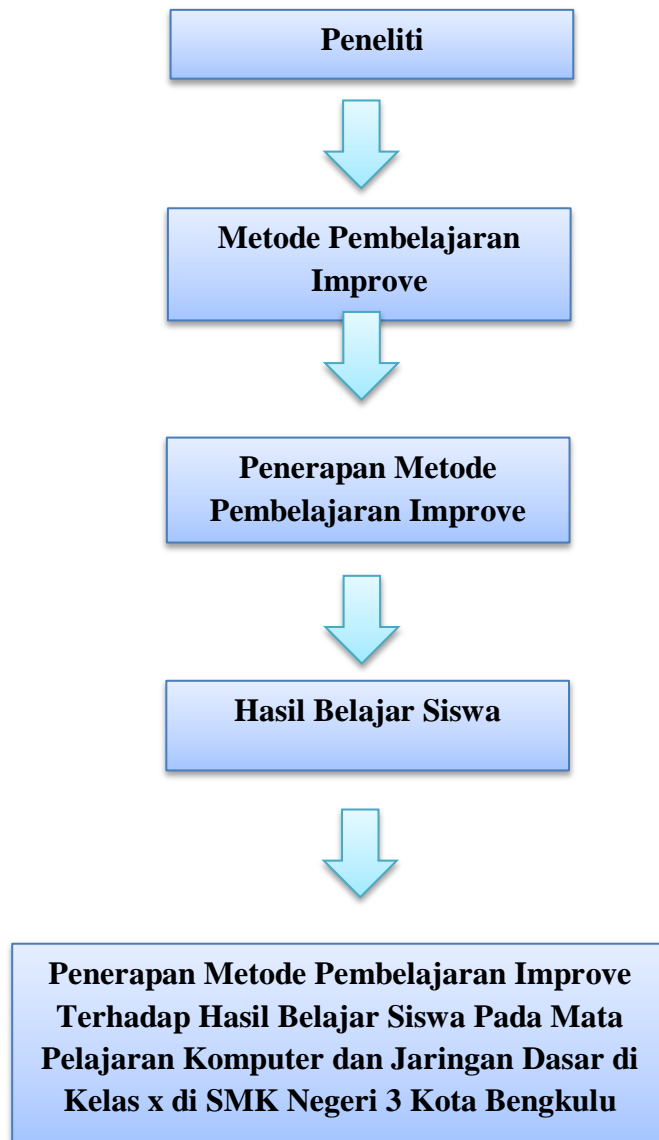 Peneliti
Metode Pembelajaran
Improve
Penerapan Metode
Pembelajaran Improve
Hasil Belajar Siswa
Penerapan Metode Pembelajaran Improve
Terhadap Hasil Belajar Siswa Pada Mata
Pelajaran Komputer dan Jaringan Dasar di
Kelas x di SMK Negeri 3 Kota Bengkulu